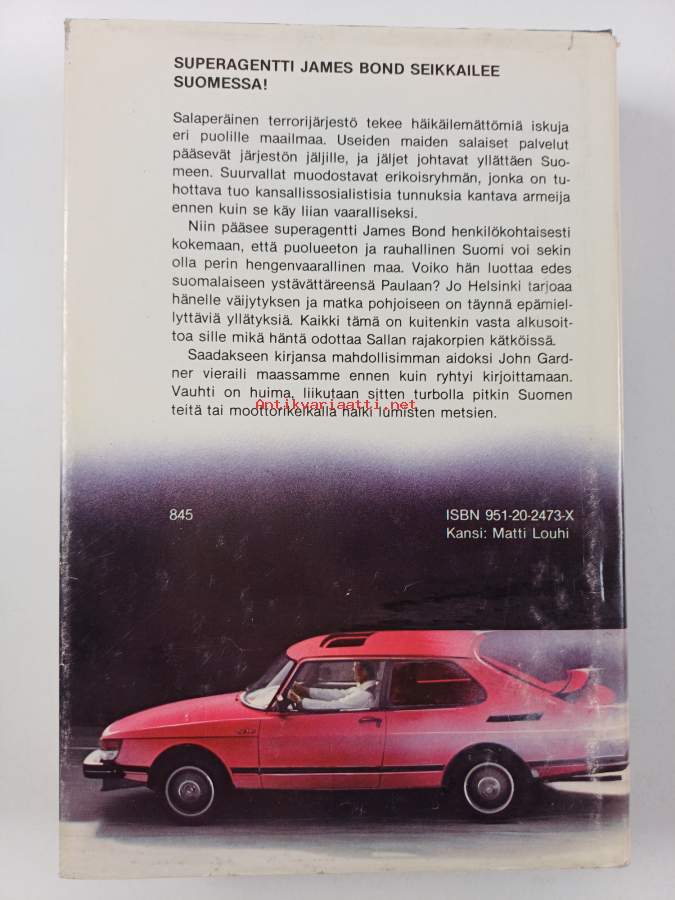 SUPERAGENTTI JAMES BOND SEIKKAILEE
SUOMESSA!
Salaperäinen terrorijärjestö tekee häikäilemättömiä iskuja
eri puolille maailmaa. Useiden maiden salaiset palvelut
pääsevät järjestön jäljille, ja jäljet johtavat yllättäen Suo-
meen. Suurvallat muodostavat erikoisryhmän, jonka on tu-
hottava tuo kansallissosialistisia tunnuksia kantava armeija
ennen kuin se käy liian vaaralliseksi.
Niin pääsee superagentti James Bond henkilökohtaisesti
kokemaan, että puolueeton ja rauhallinen Suomi voi sekin
olla perin hengenvaarallinen maa. Voiko hän luottaa edes
suomalaiseen ystävättäreensä Paulaan? Jo Helsinki tarjoaa
hänelle väijytyksen ja matka pohjoiseen on täynnä epämiel-
lyttäviä yllätyksiä. Kaikki tämä on kuitenkin vasta alkusoit-
toa sille mikä häntä odottaa Sallan rajakorpien kätköissä.
Saadakseen kirjansa mahdollisimman aidoksi John Gard-
ner vieraili maassamme ennen kuin ryhtyi kirjoittamaan.
Vauhti on huima, liikutaan sitten turbolla pitkin Suomen
Antikvariaatti.net
teitä tai moottorikelkalla halki lumisten metsien.
845
ISBN 951-20-2473-X
Kansi: Matti Louhi